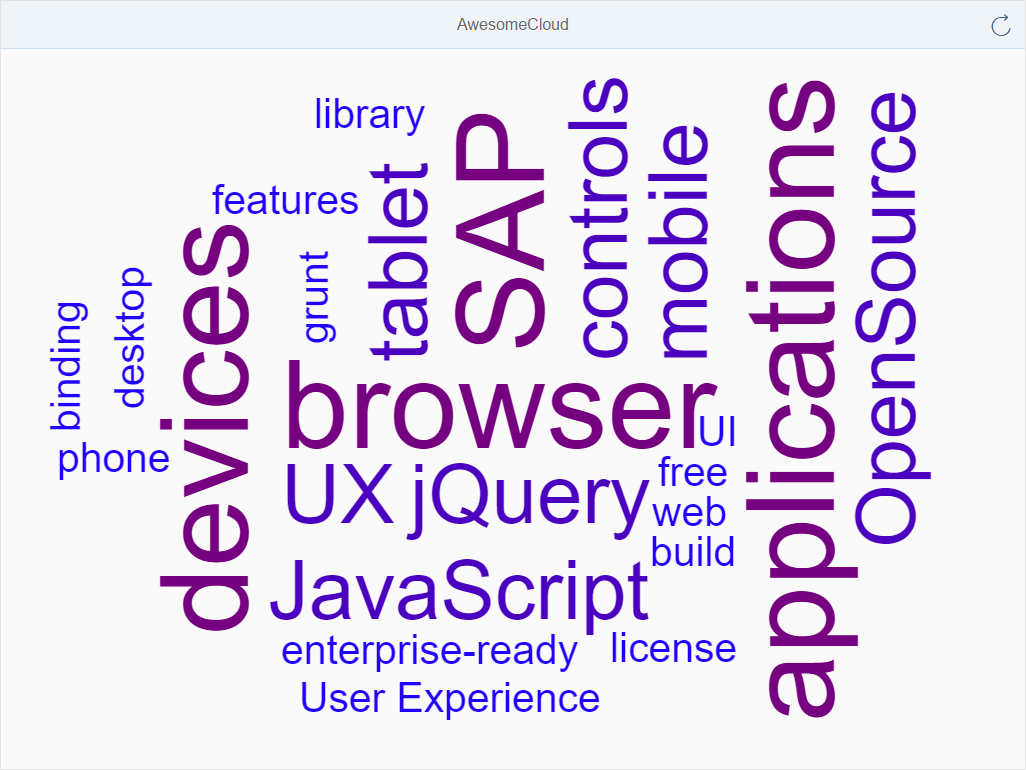 AwesomeCloud
library
features
tablet
SAP
controls
mobile
applications
OpenSource
devices
grunt
desktop
binding
phone
browser
UI
free
web
build
UX
jQuery
JavaScript
enterprise-ready
license
User Experience